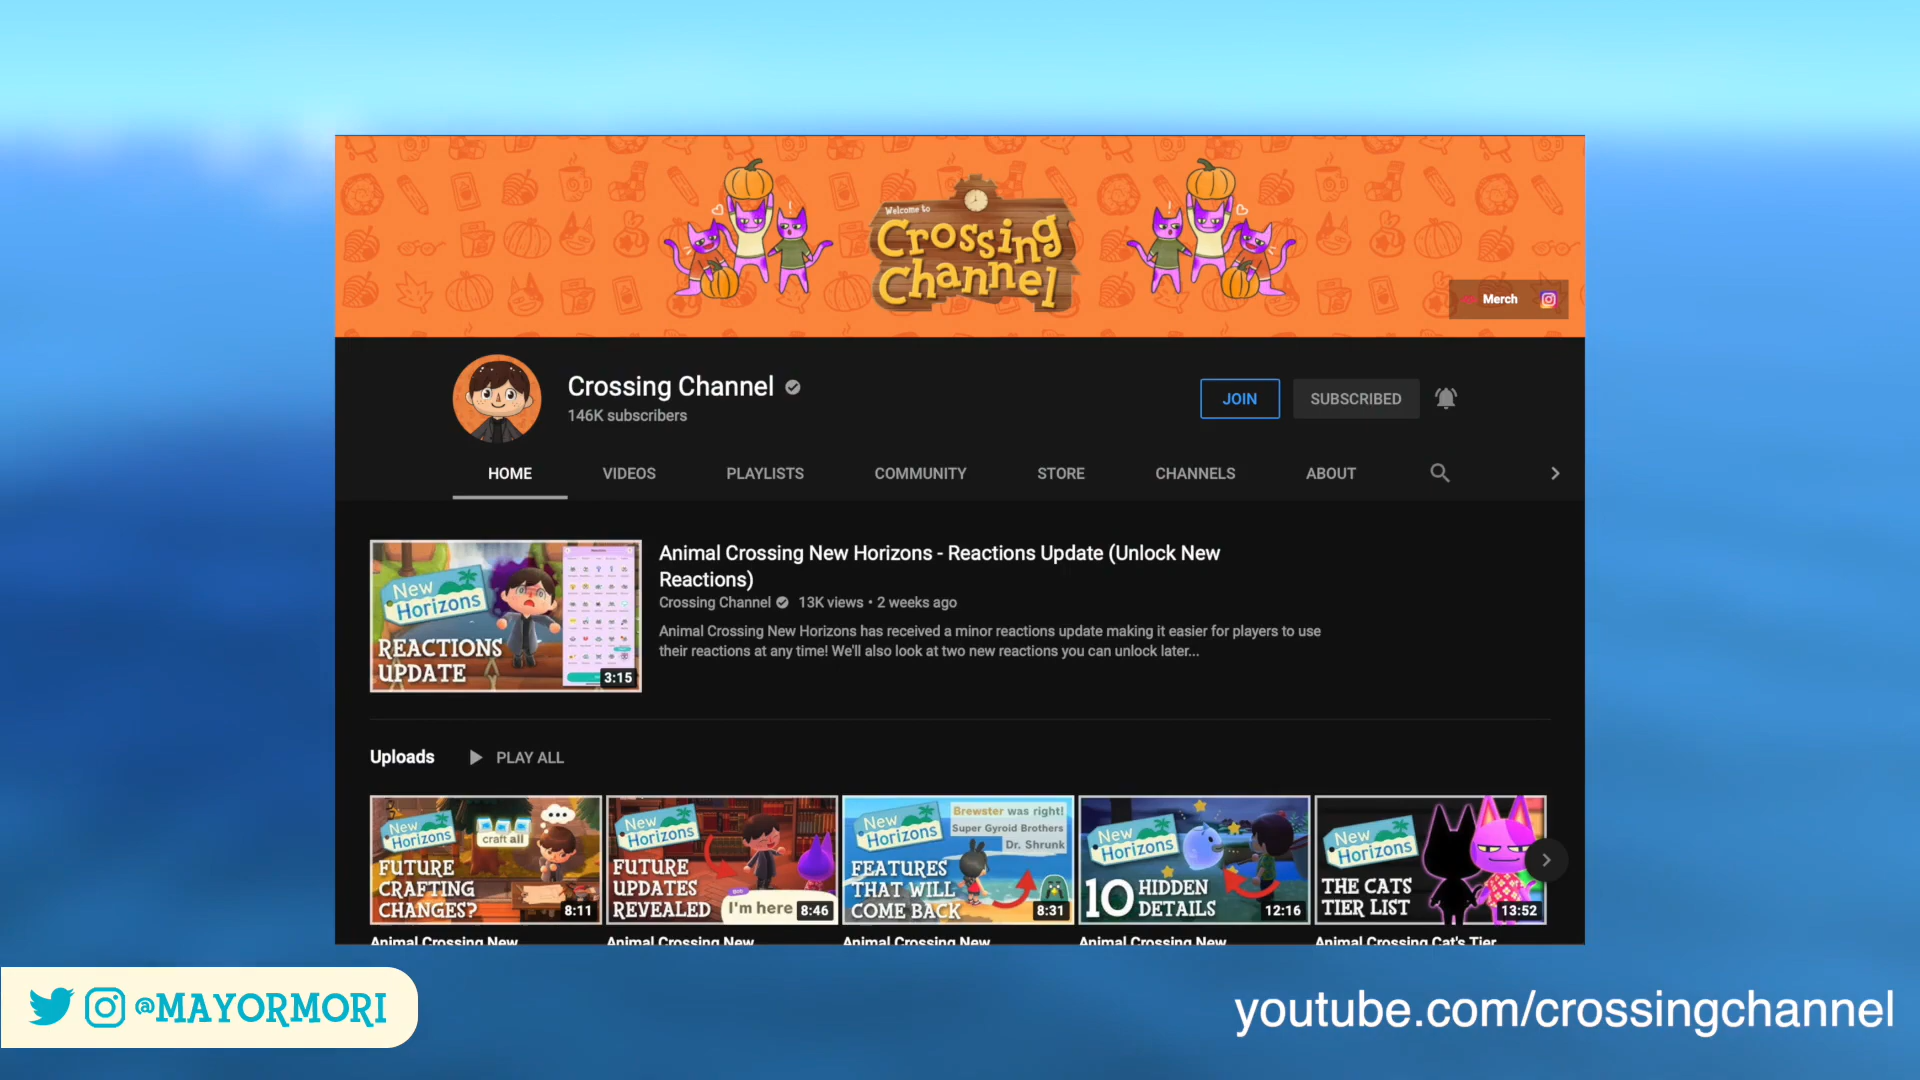 Welcome to
Crossing
Channel
Merch
Crossing Channel
146K subscribers
JOIN
SUBSCRIBED
HOME
VIDEOS
PLAYLISTS
COMMUNITY
STORE
CHANNELS
ABOUT
New
Horizons
REACTIONS
UPDATE
3:15
Animal Crossing New Horizons - Reactions Update (Unlock New
Reactions)
Crossing Channel 13K views • 2 weeks ago
Animal Crossing New Horizons has received a minor reactions update making it easier for players to use
their reactions at any time! We'll also look at two new reactions you can unlock later...
Uploads
PLAY ALL
New
Horizons
craft all
FUTURE
CRAFTING
CHANGES?
8:11
New
Horizons
FUTURE
UPDATES
REVEALED
I'm here
8:46
New
Horizons
Brewster was right!
Super Gyroid Brothers
Dr. Shrunk
FEATURES
THAT WILL
COME BACK
8:31
New
Horizons
10 HIDDEN
DETAILS
12:16
New
Horizons
THE CATS
TIER LIST
13:52
Animal Crossing New
Animal Crossing New
Animal Crossing New
Animal Crossing New
Animal Crossing Cat's Tier
@MAYORMORI
youtube.com/crossingchannel